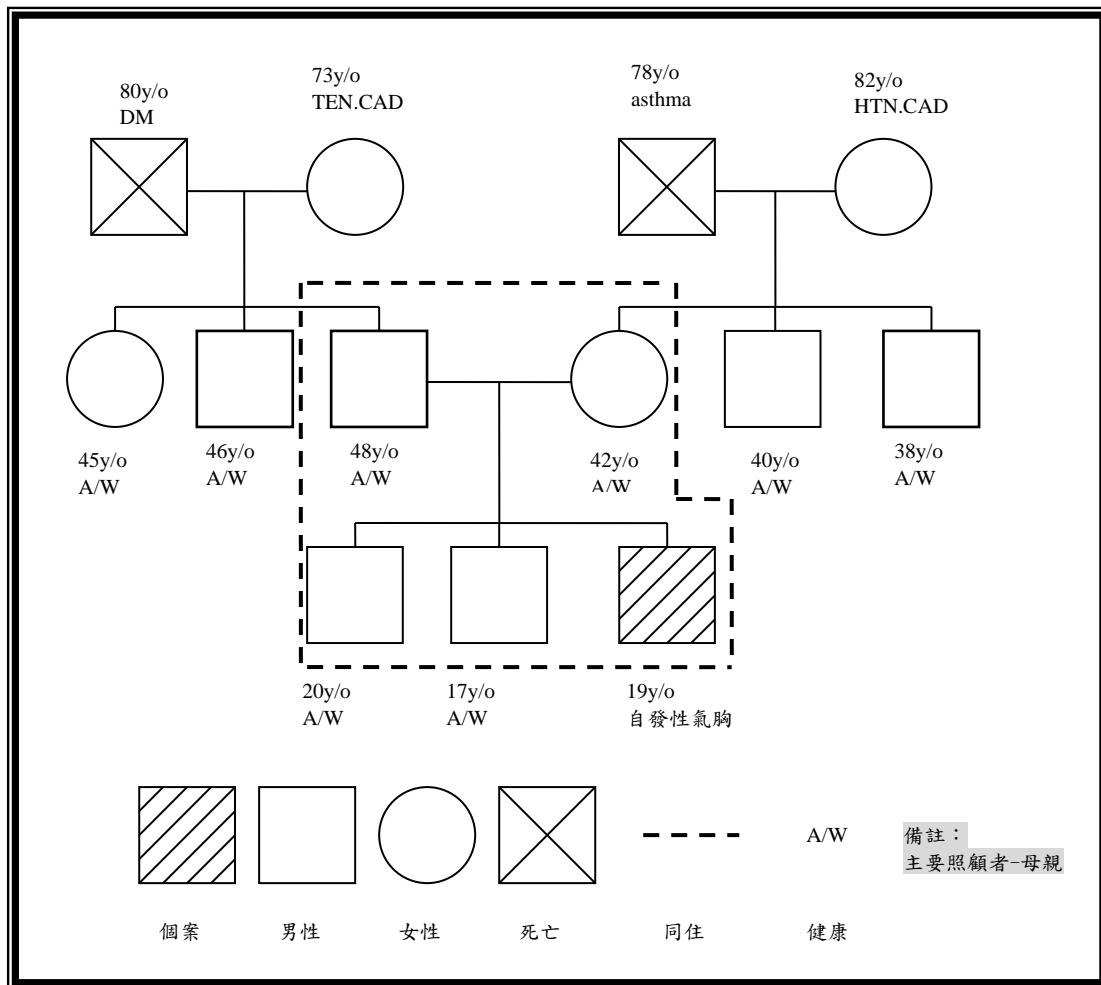 80y/o
DM
73y/o
TEN.CAD
78y/o
asthma
82y/o
HTN.CAD
45y/o
A/W
46y/o
A/W
48y/o
A/W
42y/o
A/W
40y/o
A/W
38y/o
A/W
20y/o
A/W
17y/o
A/W
19y/o
自發性氣胸
A/W
備註：
主要照顧者-母親
個案
男性
女性
死亡
同住
健康